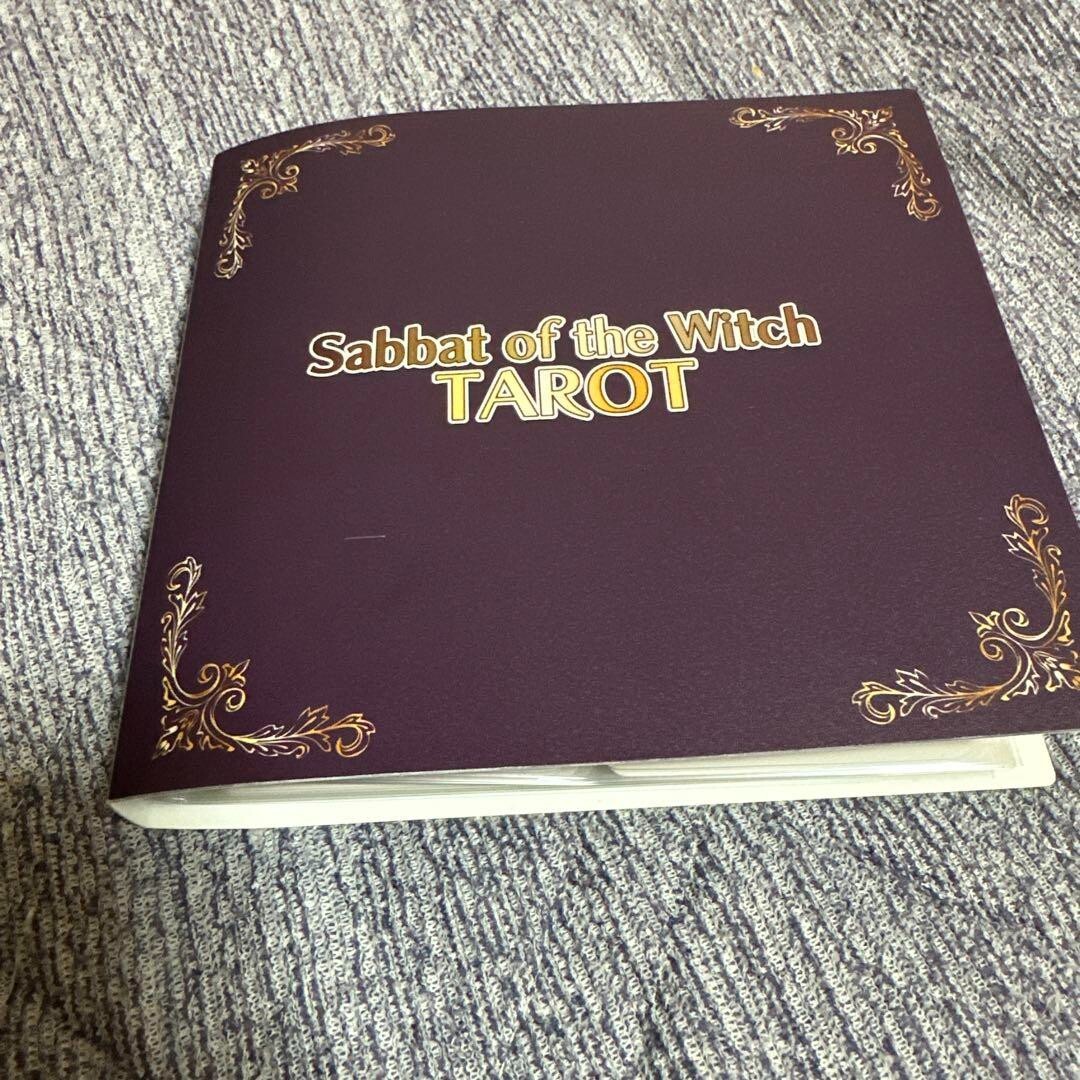 Sabbat of the Witch
TAROT